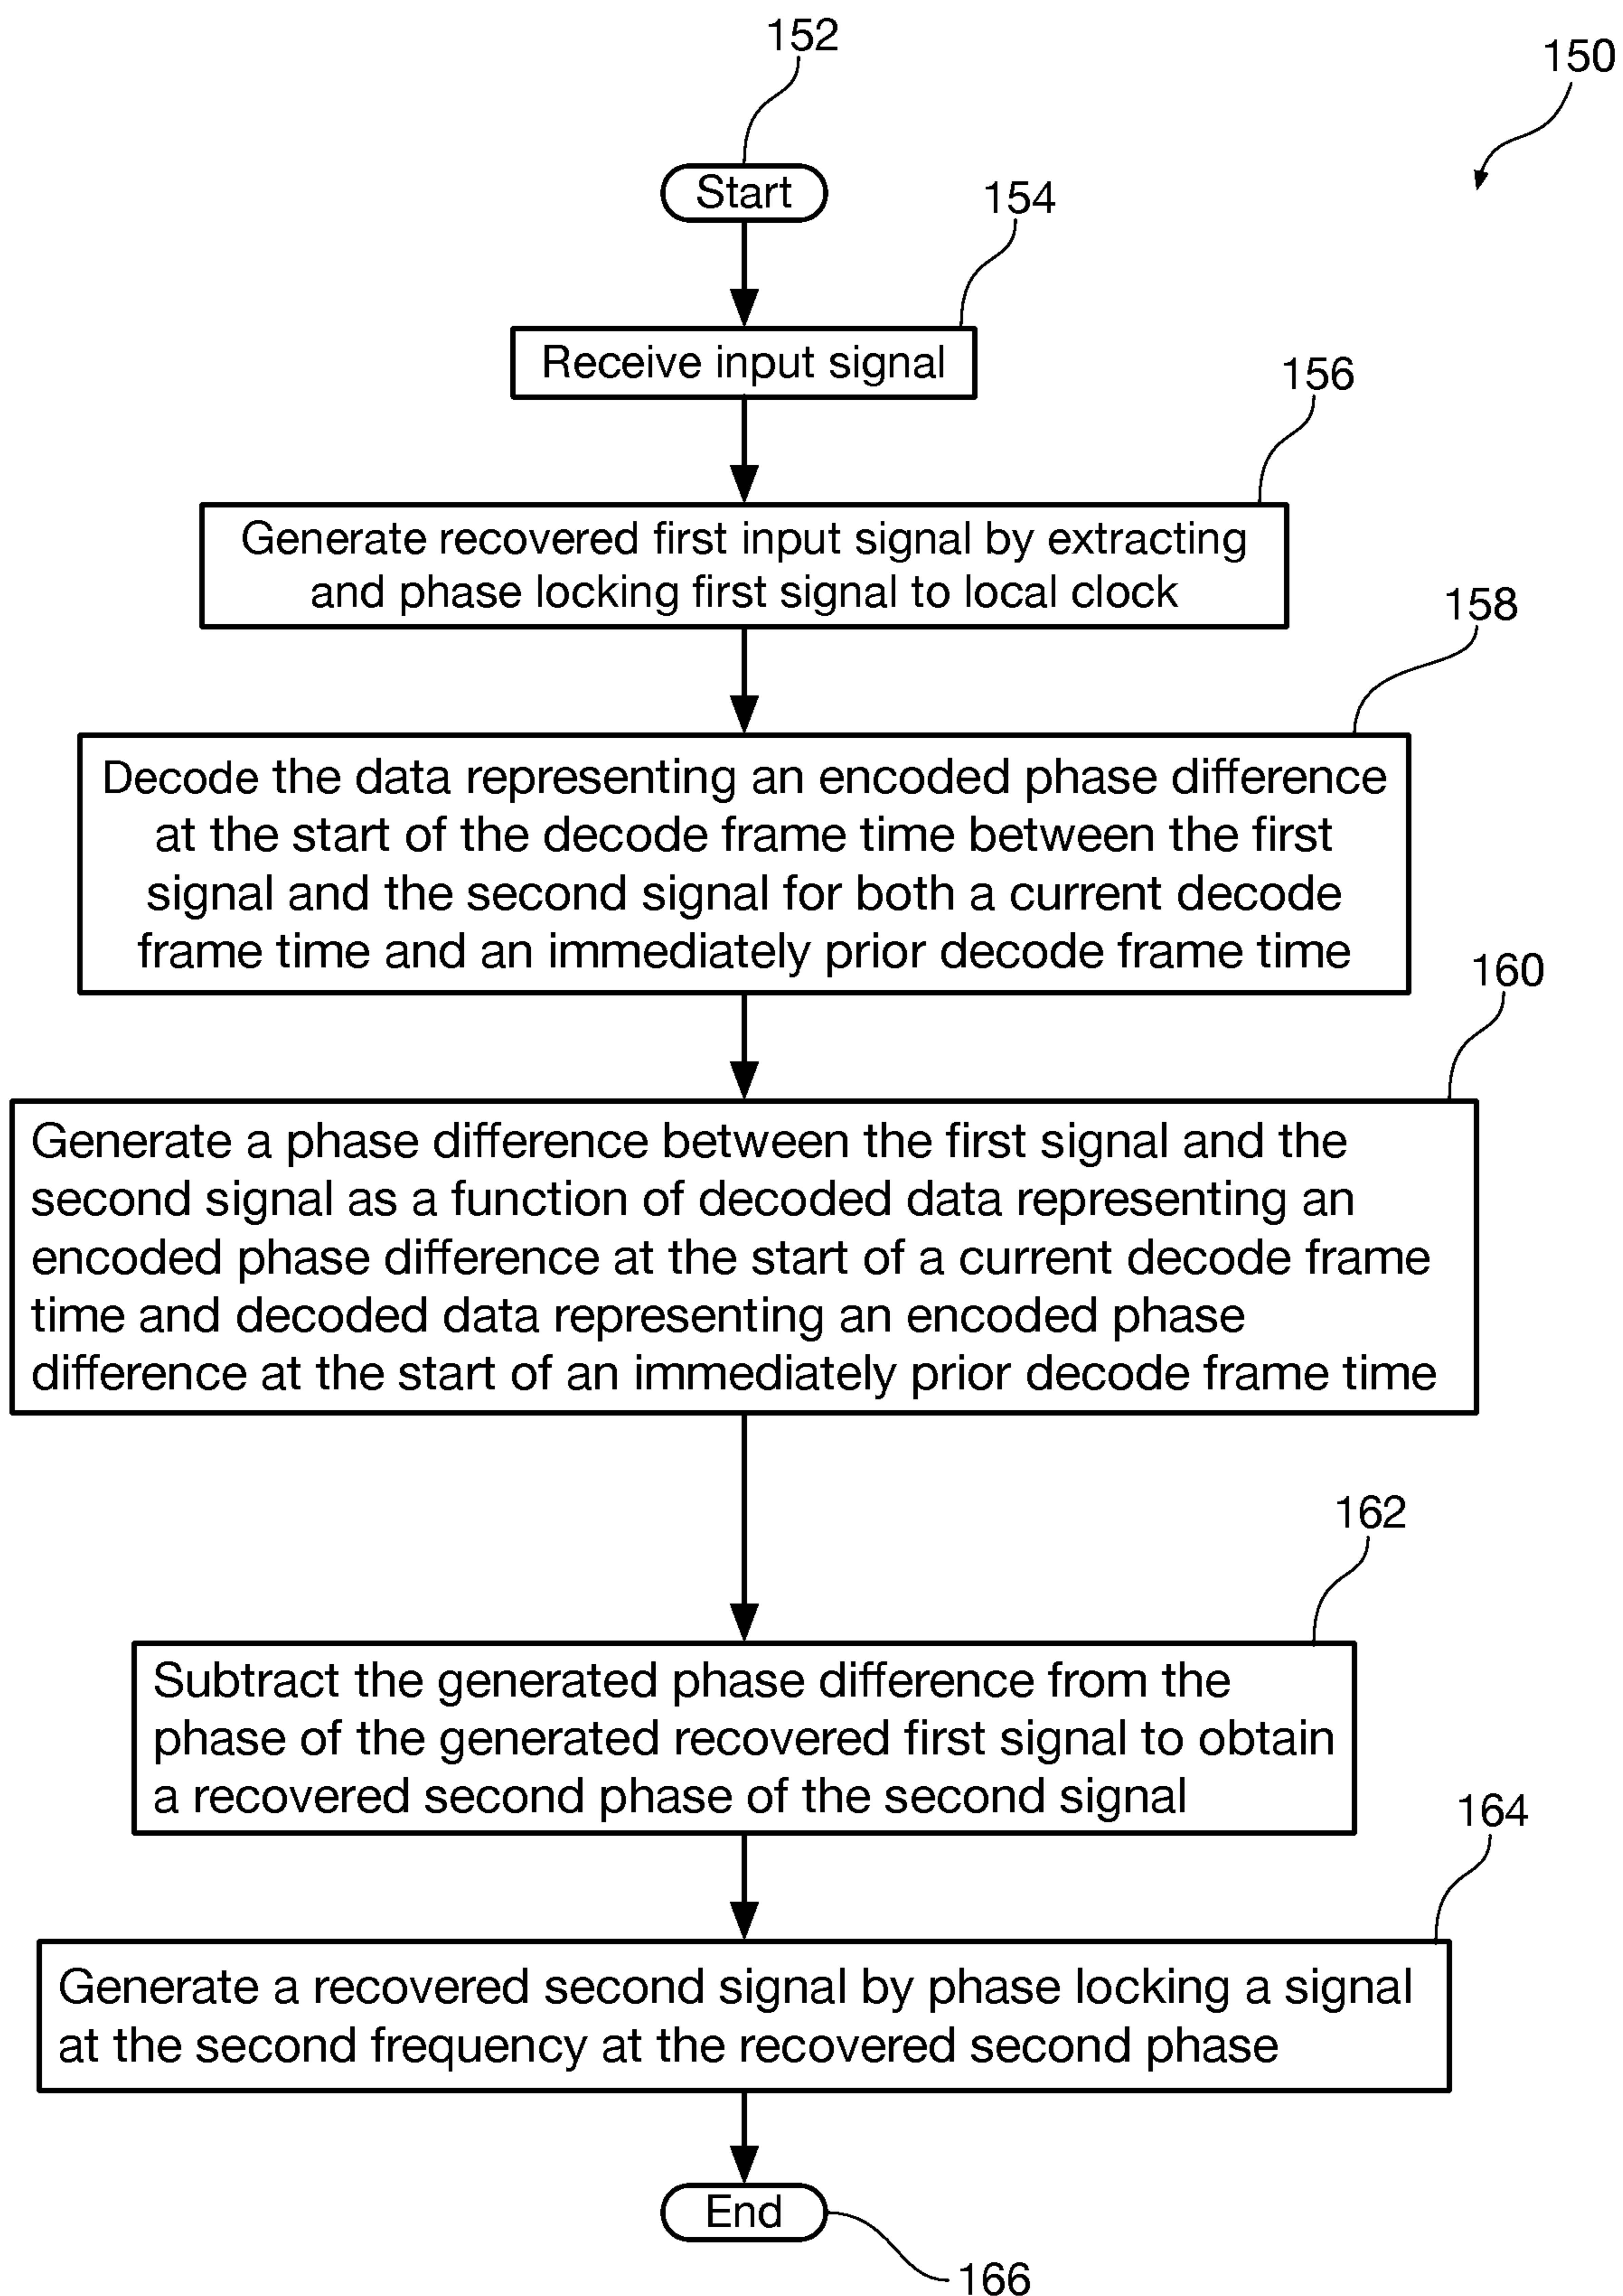 152
150
Start
154
Receive input signal
156
Generate recovered first input signal by extracting
and phase locking first signal to local clock
158
Decode the data representing an encoded phase difference
at the start of the decode frame time between the first
signal and the second signal for both a current decode
frame time and an immediately prior decode frame time
160
Generate a phase difference between the first signal and the
second signal as a function of decoded data representing an
encoded phase difference at the start of a current decode frame
time and decoded data representing an encoded phase
difference at the start of an immediately prior decode frame time
162
Subtract the generated phase difference from the
phase of the generated recovered first signal to obtain
a recovered second phase of the second signal
164
Generate a recovered second signal by phase locking a signal
at the second frequency at the recovered second phase
End
166